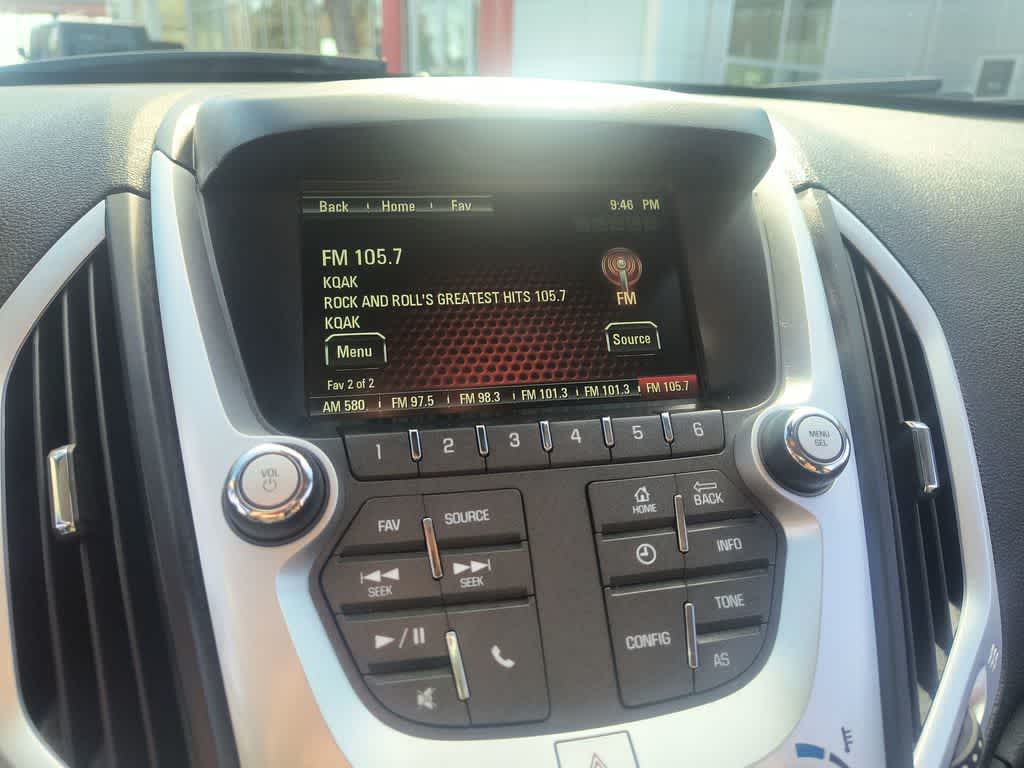 Back Home Fav 9:46 PM
FM 105.7
KQAK
ROCK AND ROLL'S GREATEST HITS 105.7
KQAK
FM
Menu
Source
Fav 2 of 2
AM 580 FM 97.5 FM 98.3 FM 101.3 FM 101.3 FM 105.7
1 2 3 4 5 6
VOL
MENU SEL
FAV SOURCE
HOME BACK
SEEK SEEK
INFO
CONFIG
TONE
AS